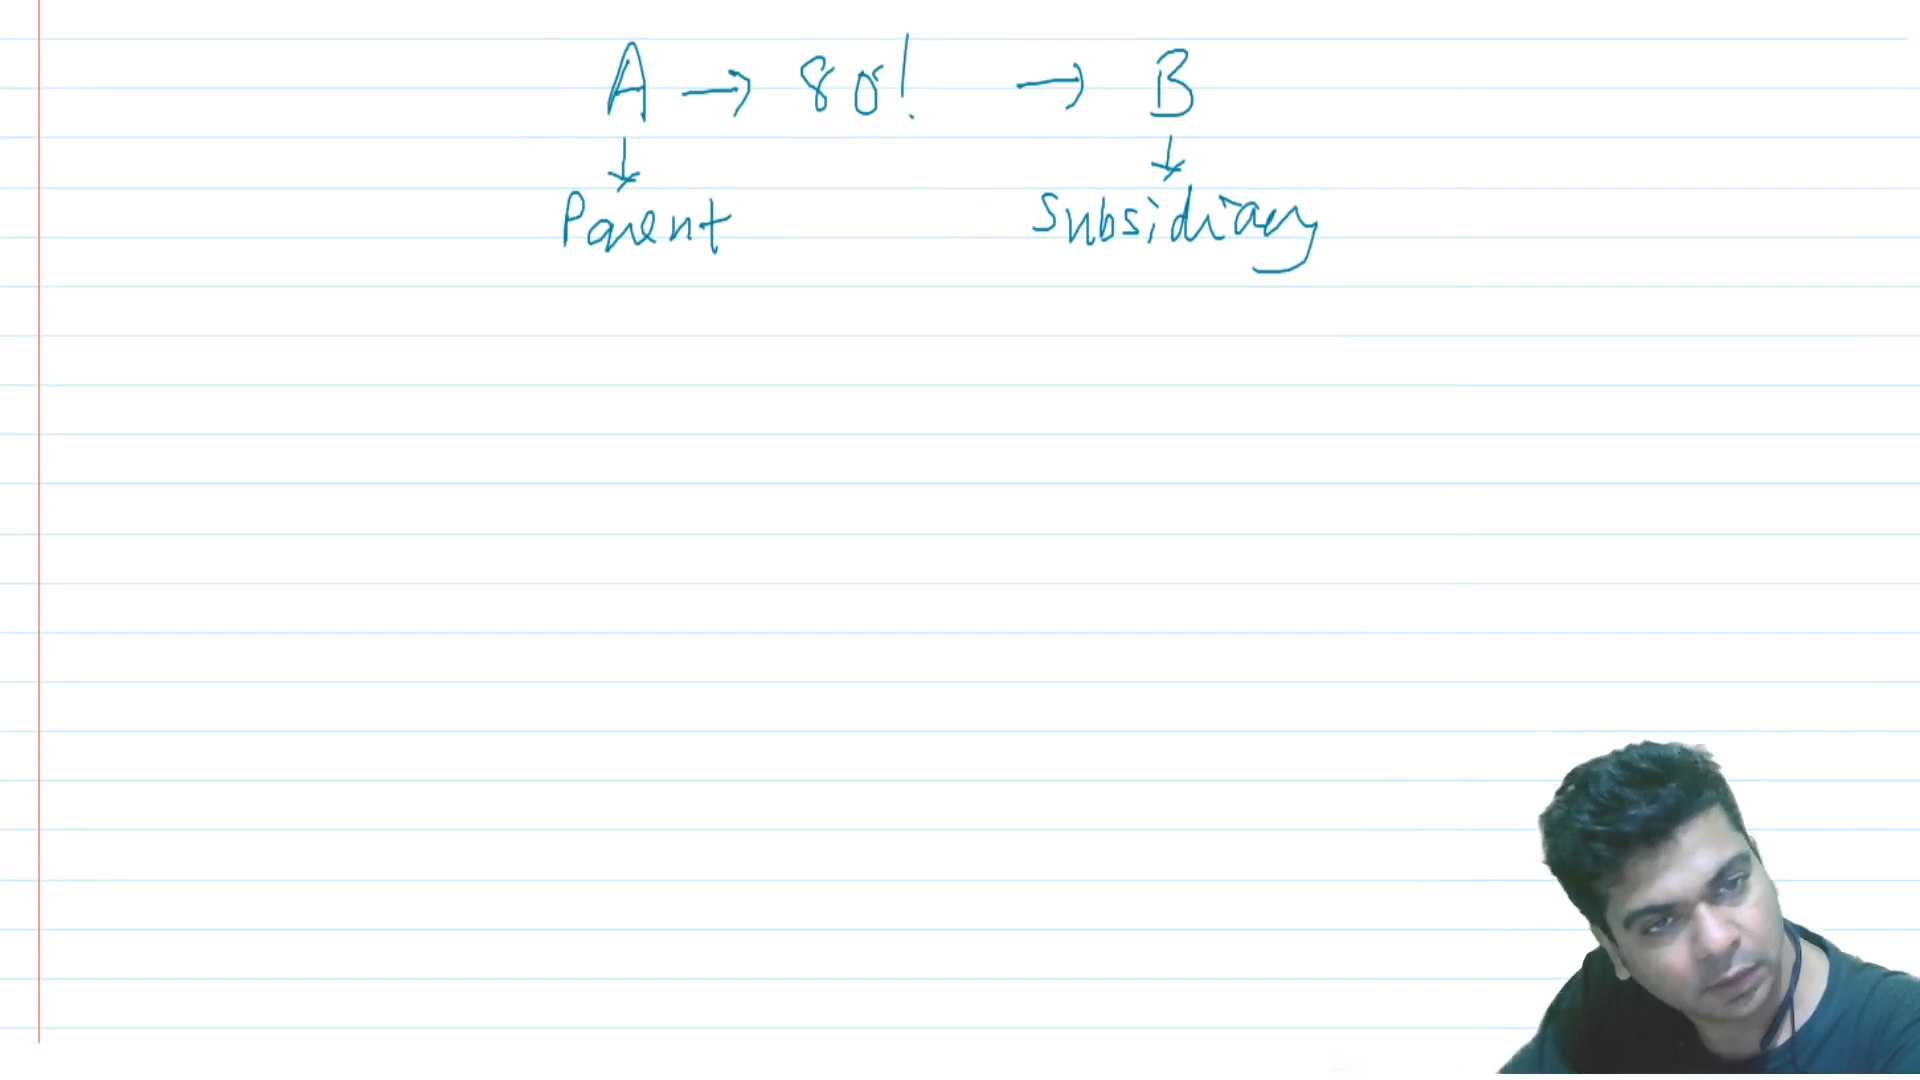 A → 80% → B
↓ ↓
Parent Subsidiary